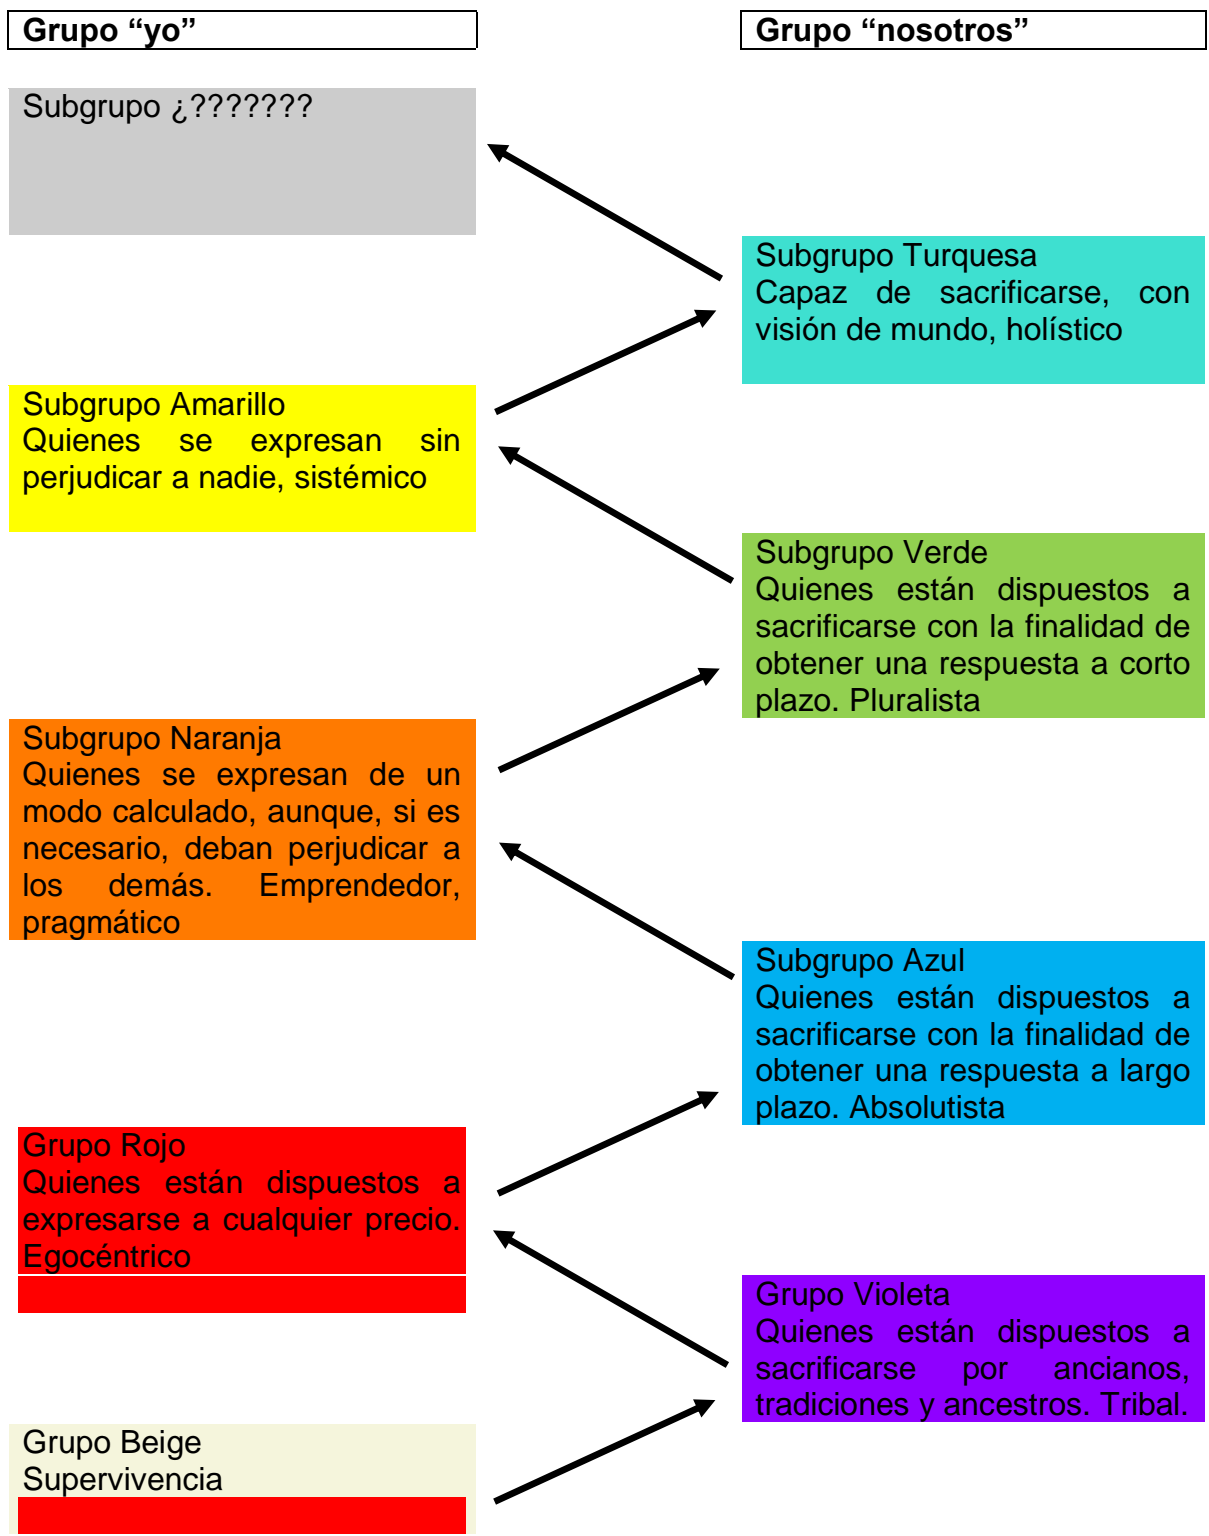 Grupo “yo”
Grupo “nosotros”
Subgrupo ¿???????
Subgrupo Turquesa
Capaz de sacrificarse, con
visión de mundo, holístico
Subgrupo Amarillo
Quienes se expresan sin
perjudicar a nadie, sistémico
Subgrupo Verde
Quienes están dispuestos a
sacrificarse con la finalidad de
obtener una respuesta a corto
plazo. Pluralista
Subgrupo Naranja
Quienes se expresan de un
modo calculado, aunque, si es
necesario, deban perjudicar a
los demás. Emprendedor,
pragmático
Subgrupo Azul
Quienes están dispuestos a
sacrificarse con la finalidad de
obtener una respuesta a largo
plazo. Absolutista
Grupo Rojo
Quienes están dispuestos a
expresarse a cualquier precio.
Egocéntrico
Grupo Violeta
Quienes están dispuestos a
sacrificarse por ancianos,
tradiciones y ancestros. Tribal.
Grupo Beige
Supervivencia